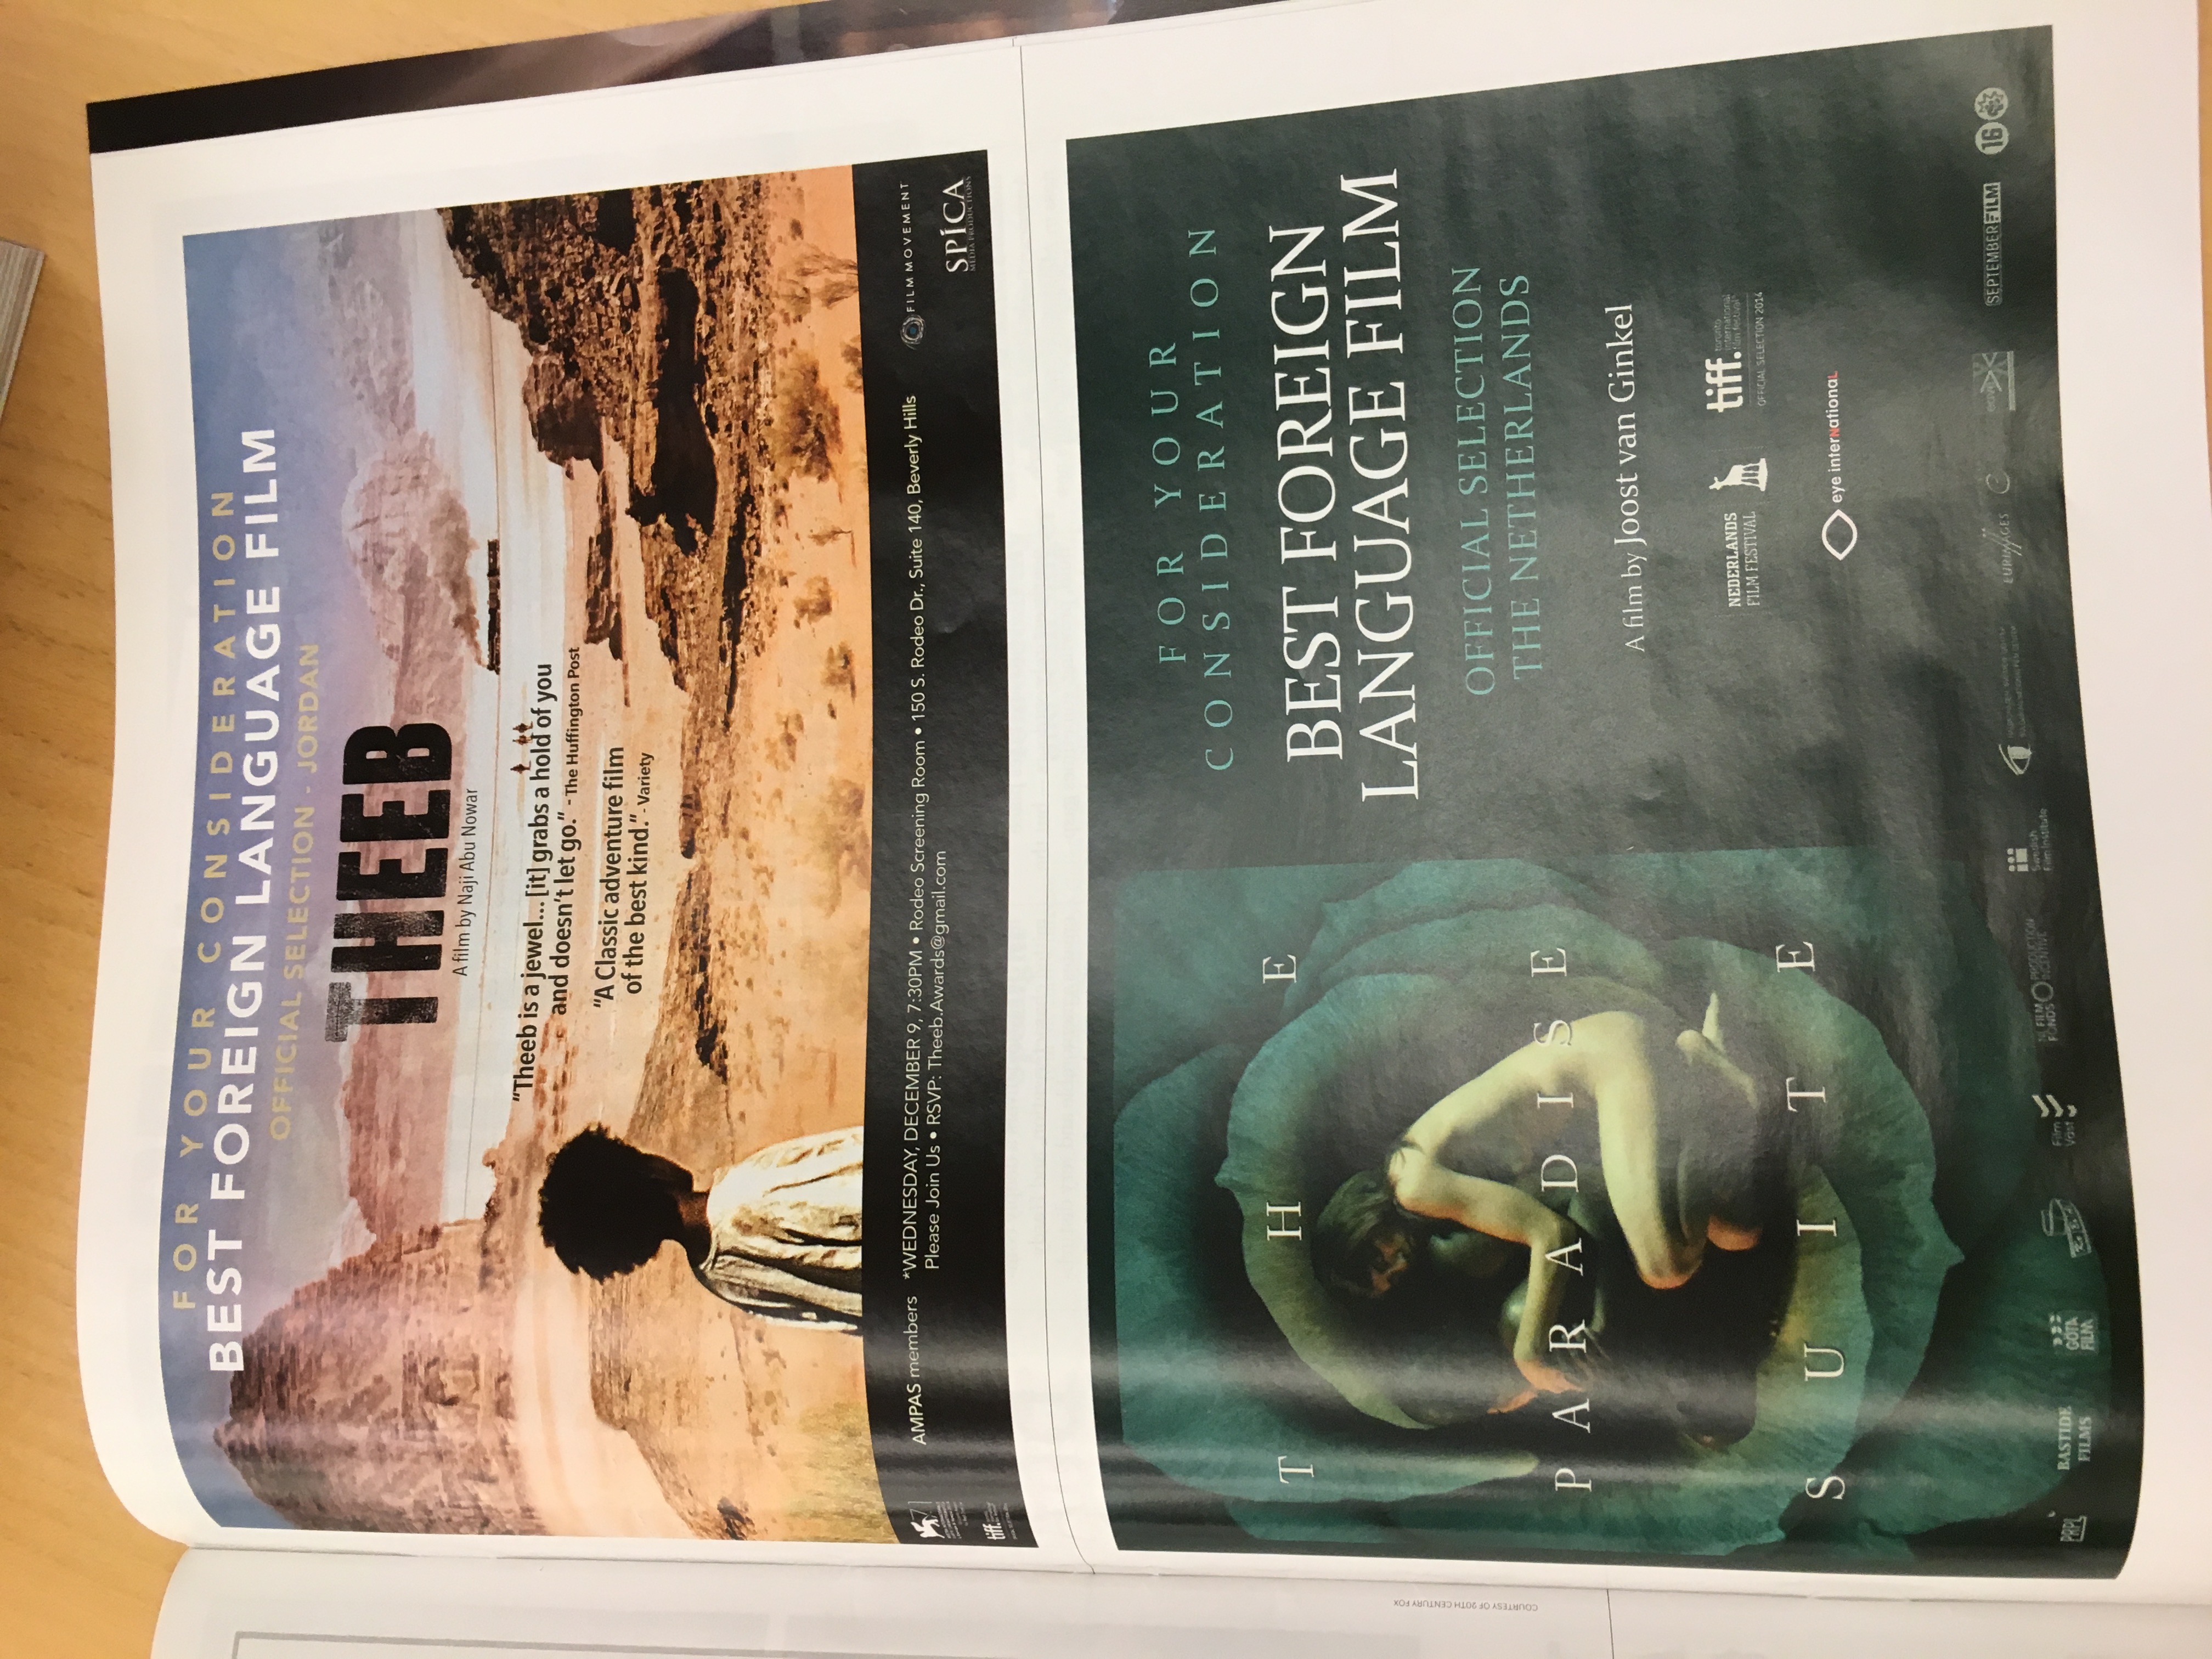 FOR YOUR CONSIDERATION
BEST FOREIGN LANGUAGE FILM
OFFICIAL SELECTION - JORDAN
THEEB
A film by Naji Abu Nowar
“Theeb is a jewel... [it] grabs a hold of you
and doesn’t let go.” - The Huffington Post
“A Classic adventure film
of the best kind.” - Variety
AMPAS members *WEDNESDAY, DECEMBER 9, 7:30PM • Rodeo Screening Room • 150 S. Rodeo Dr., Suite 140, Beverly Hills
Please Join Us • RSVP: Theeb.Awards@gmail.com
FILM MOVEMENT
SPICA
MEDIA PRODUCTIONS
71
tiff.
COURTESY OF 20TH CENTURY FOX
THE
PARADISE
SUITE
FOR YOUR
CONSIDERATION
BEST FOREIGN
LANGUAGE FILM
OFFICIAL SELECTION
THE NETHERLANDS
A film by Joost van Ginkel
NEDERLANDS
FILM FESTIVAL
tiff. toronto
international
film festival
OFFICIAL SELECTION 2014
eye interNationaL
PRPL
BASTIDE
FILMS
GÖTA
FILM
Film
Väst
NL FILM
FONDS
PRODUCTION
INCENTIVE
Swedish
Film Institute
EURIMAGES
SEPTEMBER FILM
16